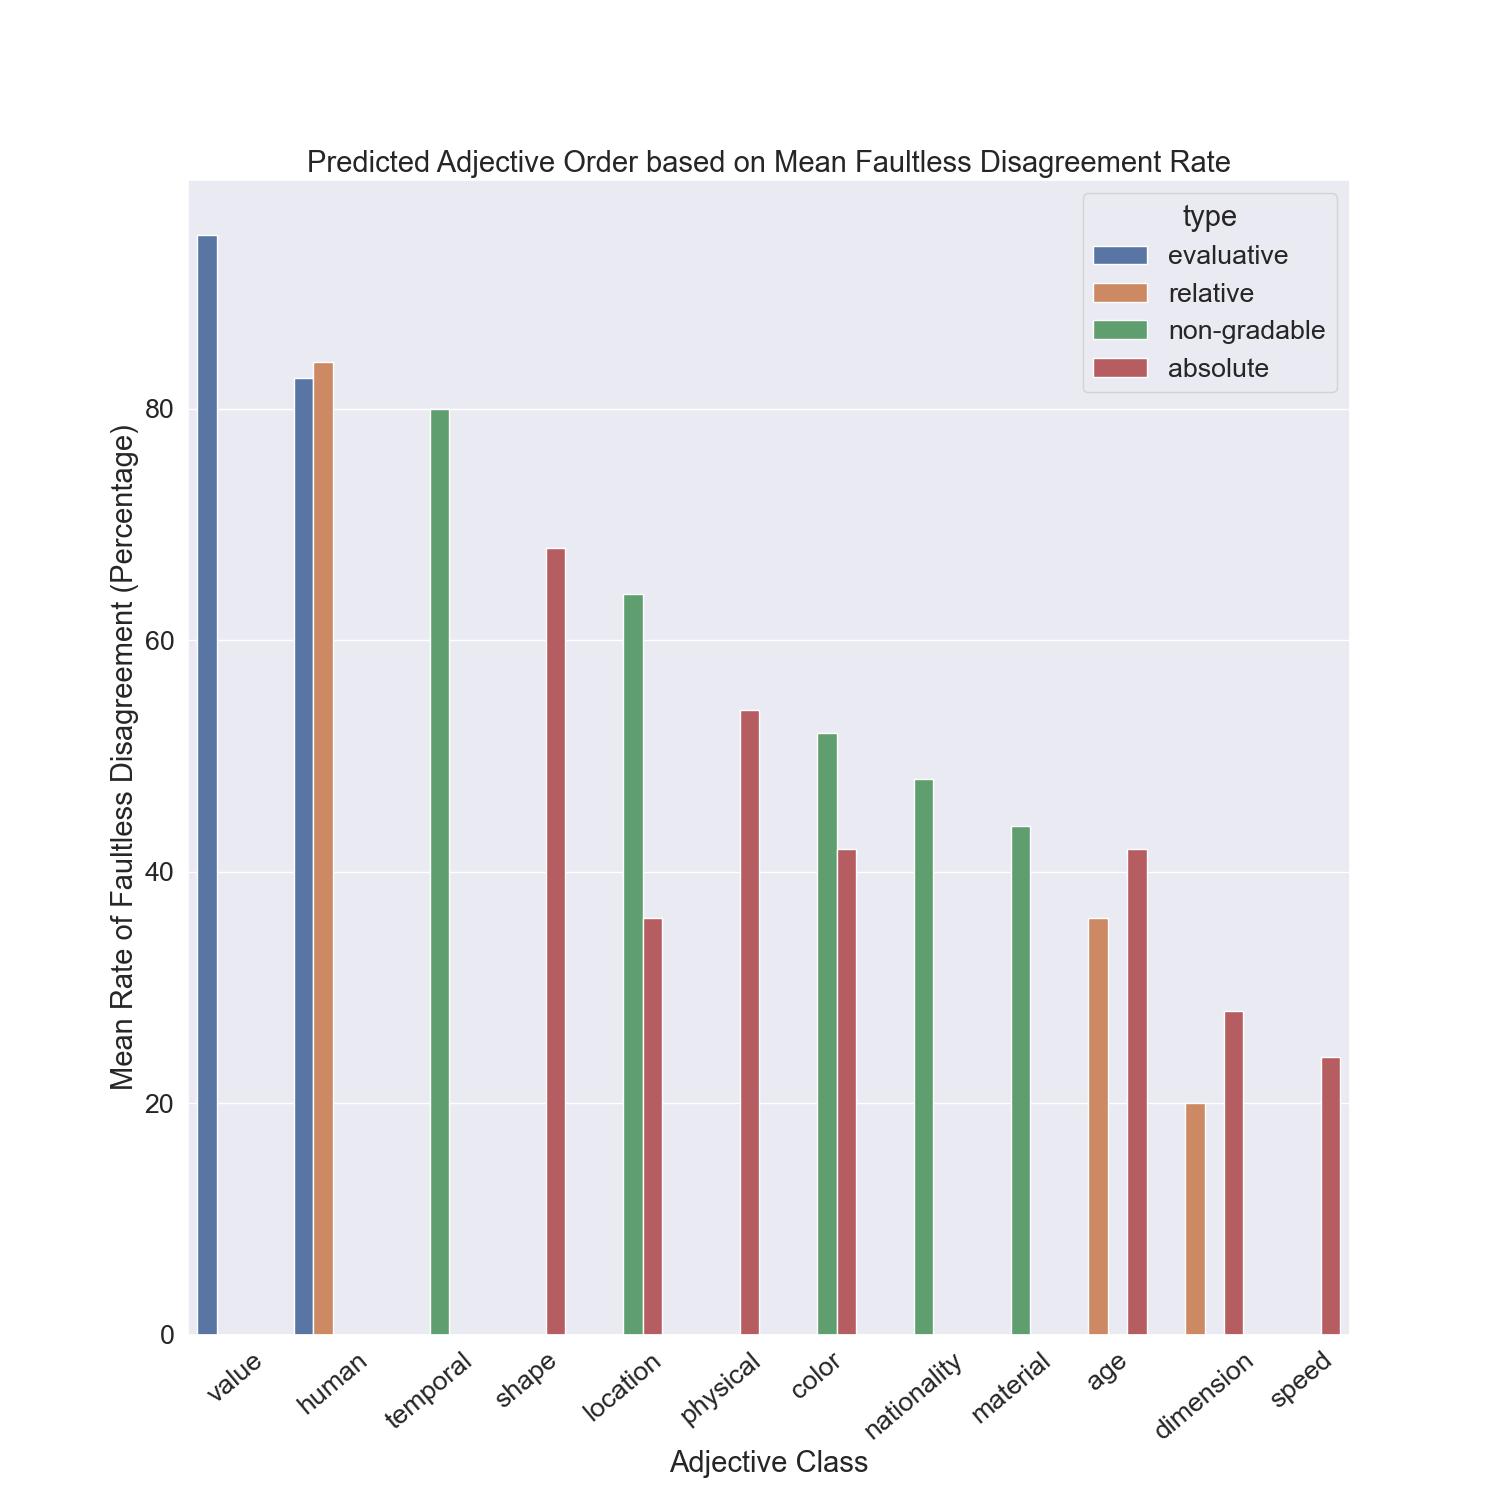 Predicted Adjective Order based on Mean Faultless Disagreement Rate
type
evaluative
relative
non-gradable
absolute
Mean Rate of Faultless Disagreement (Percentage)
80
60
40
20
0
value
human
temporal
shape
location
physical
color
nationality
material
age
dimension
speed
Adjective Class